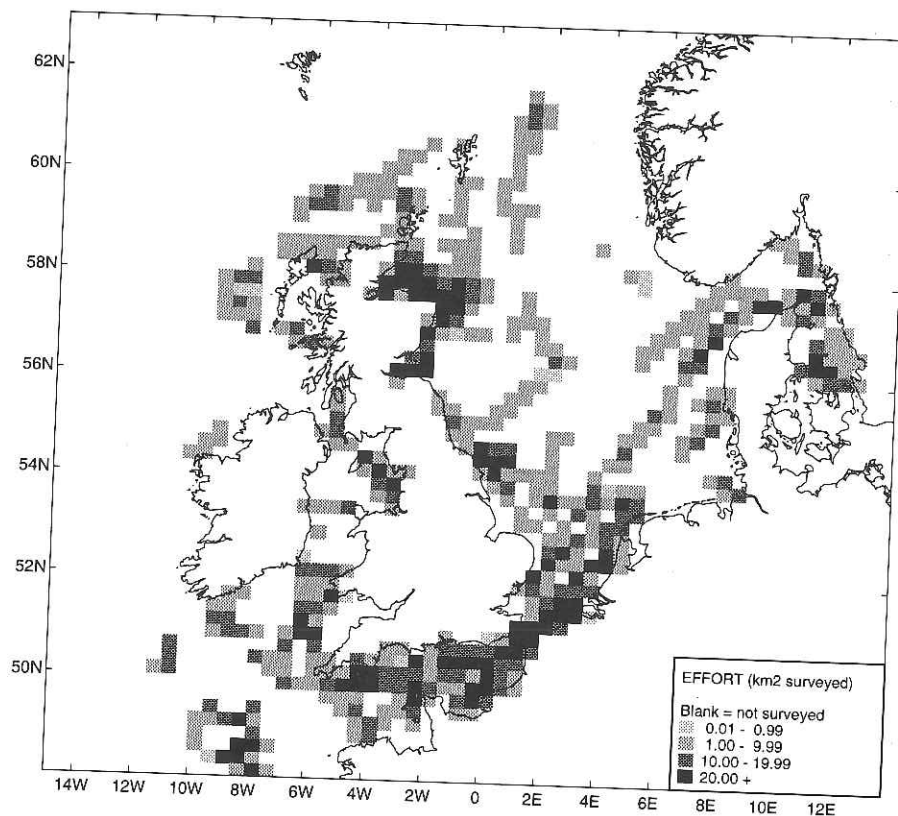 62N
60N
58N
56N
54N
52N
50N
EFFORT (km2 surveyed)
Blank = not surveyed
0.01 - 0.99
1.00 - 9.99
10.00 - 19.99
20.00 +
14W 12W 10W 8W 6W 4W 2W 0 2E 4E 6E 8E 10E 12E